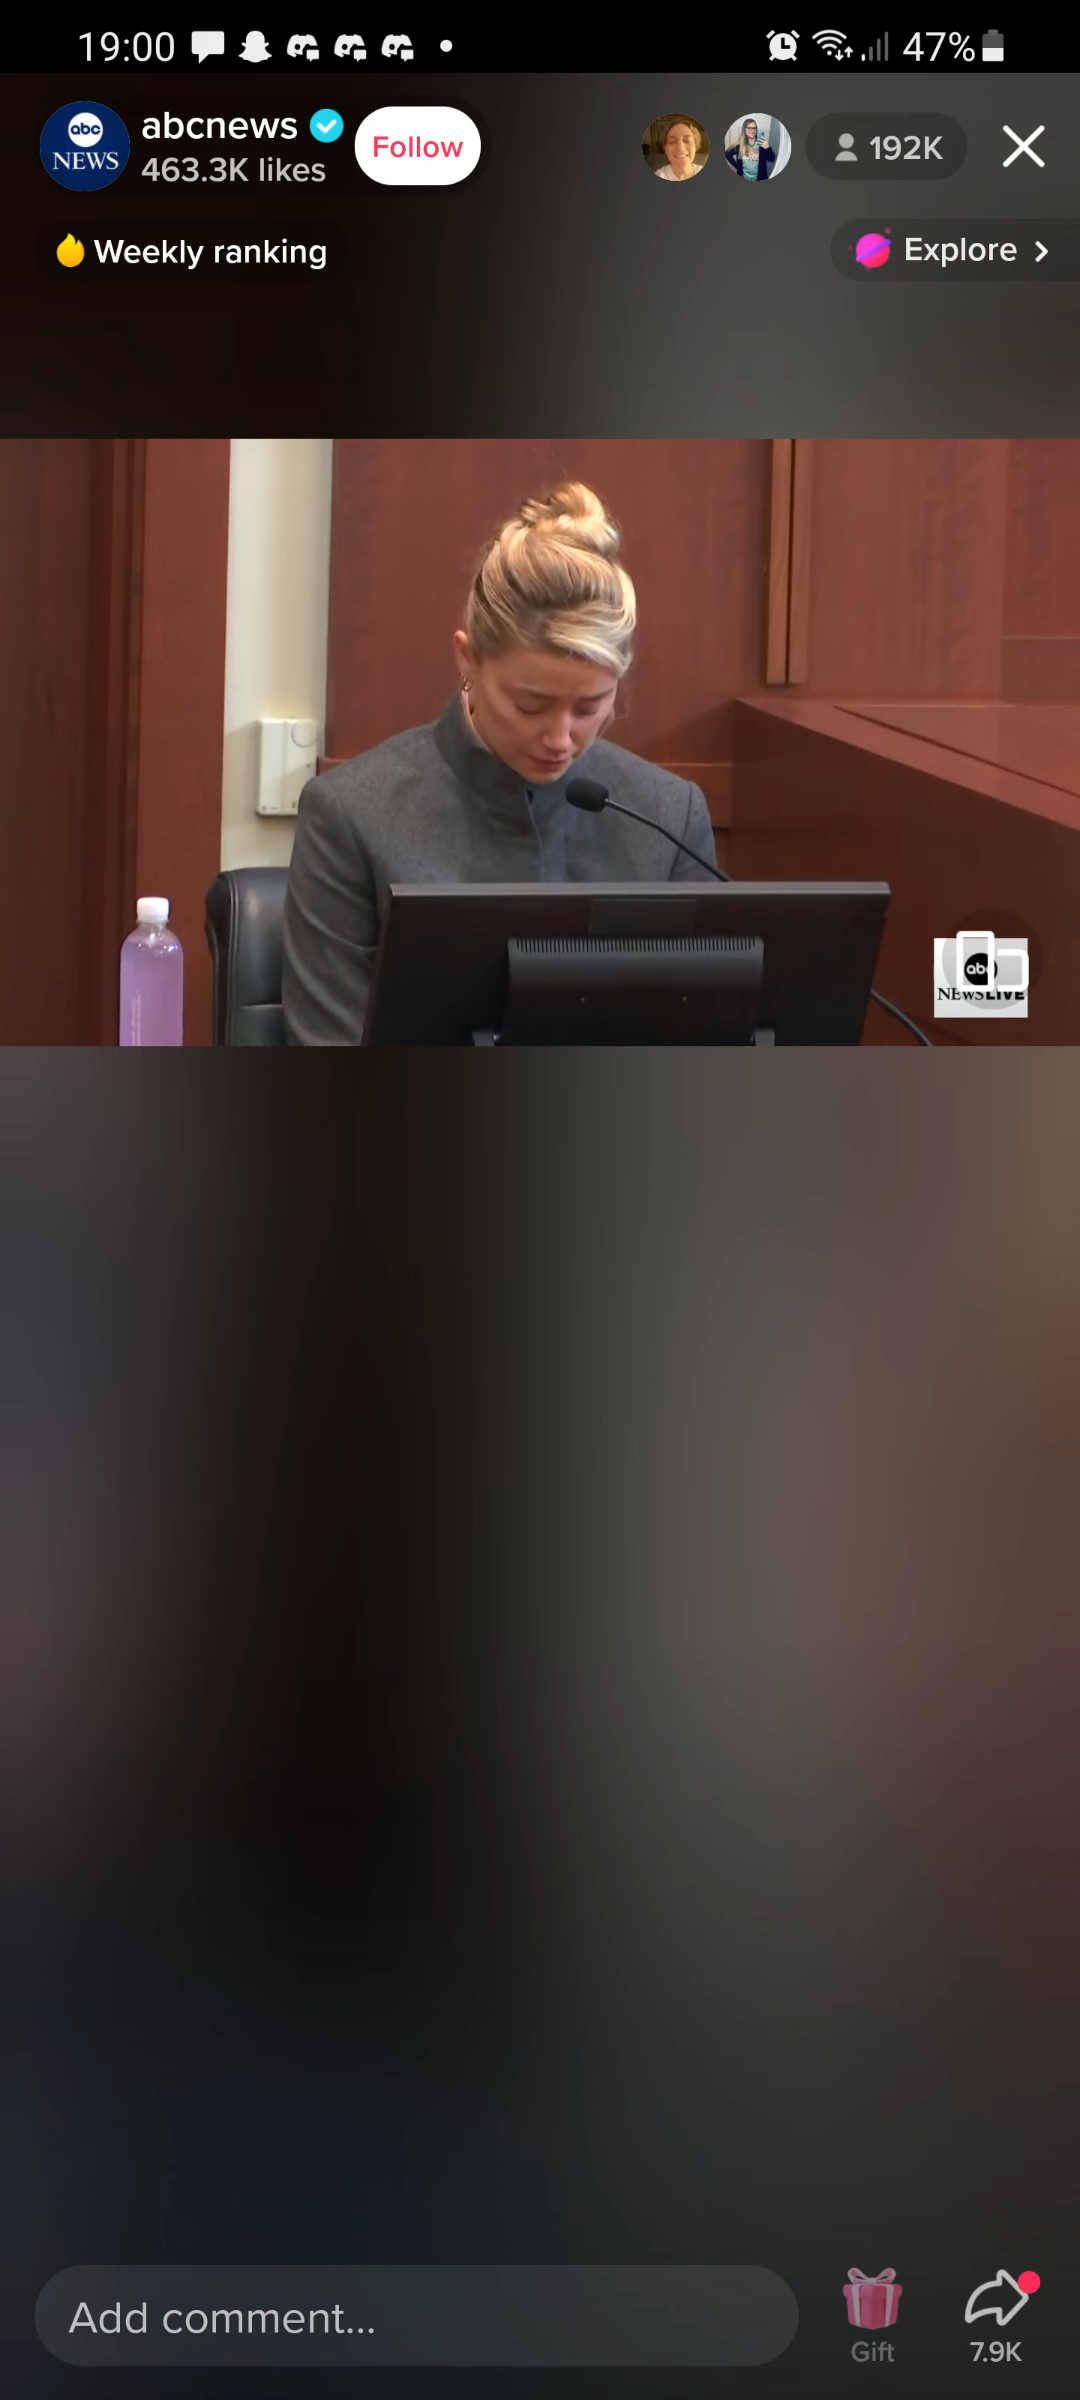 19:00
47%
abc
NEWS
abcnews
463.3K likes
Follow
192K
Weekly ranking
Explore
abc
NEWS LIVE
Add comment...
Gift
7.9K